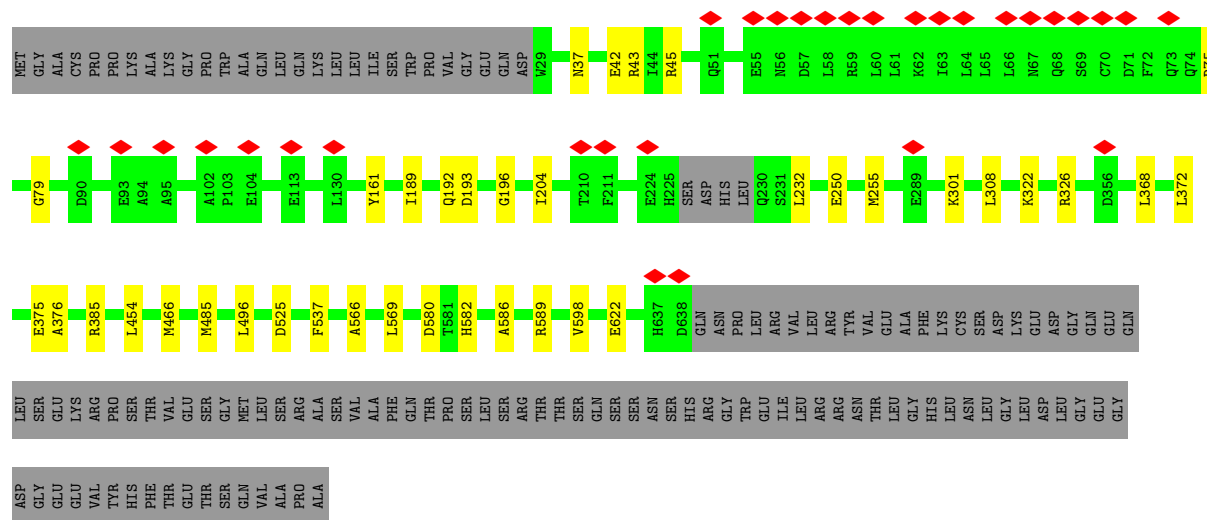 MET GLY ALA CYS PRO PRO LYS ALA LYS GLY PRO TRP ALA GLN LEU GLN LYS LEU LEU ILE SER TRP PRO VAL GLY GLU GLN ASP W29 N37 E42 R43 I44 R45 Q51 E55 N56 D57 L58 R59 L60 L61 K62 I63 L64 L65 L66 N67 Q68 S69 C70 D71 F72 Q73 Q74
G79 D90 E93 A94 A95 A102 P103 E104 E113 L130 Y161 I189 Q192 D193 G196 I204 T210 F211 E224 H225 SER ASP HIS LEU Q230 S231 L232 E250 M255 E289 K301 L308 K322 R326 D356 L368 L372
E375 A376 R385 L454 M466 M485 L496 D525 F537 A566 L569 D580 T581 H582 A586 R589 V598 E622 H637 D638 GLN ASN PRO LEU ARG VAL LEU ARG TYR VAL GLU ALA PHE LYS CYS SER ASP LYS GLU ASP GLY GLN GLU GLN
LEU SER GLU LYS ARG PRO SER THR VAL GLU SER GLY MET LEU SER ARG ALA SER VAL ALA PHE GLN THR PRO SER LEU SER ARG THR THR SER GLN SER SER ASN SER HIS ARG GLY TRP GLU ILE LEU ARG ARG ASN THR LEU GLY HIS LEU ASN LEU GLY LEU ASP LEU GLY GLU GLY
ASP GLY GLU GLU VAL TYR HIS PHE THR GLU THR SER GLN VAL ALA PRO ALA